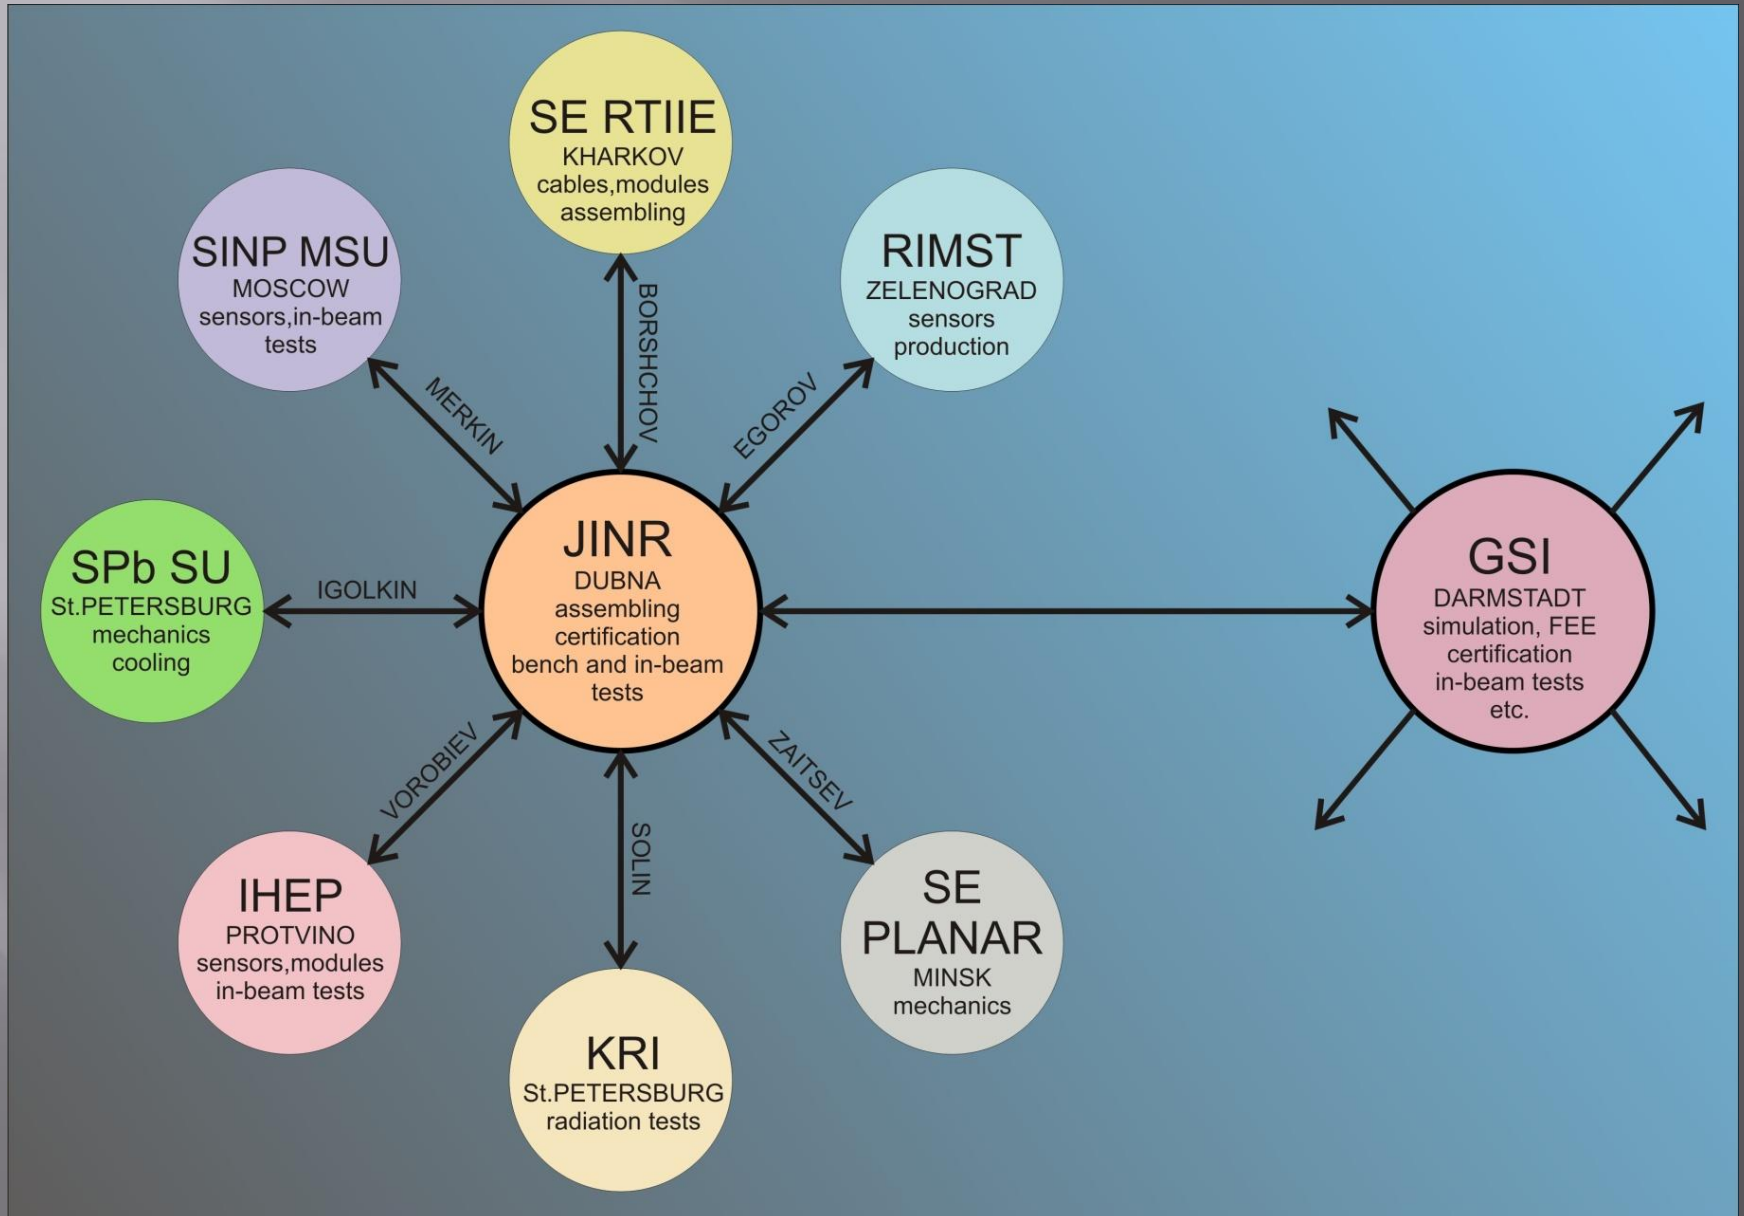 SE RTIIE
KHARKOV
cables,modules
assembling
SINP MSU
MOSCOW
sensors,in-beam
tests
RIMST
ZELENOGRAD
sensors
production
BORSHCHOV
MERKIN
EGOROV
SPb SU
St.PETERSBURG
mechanics
cooling
IGOLKIN
JINR
DUBNA
assembling
certification
bench and in-beam
tests
GSI
DARMSTADT
simulation, FEE
certification
in-beam tests
etc.
VOROBIEV
SOLIN
ZAITSEV
IHEP
PROTVINO
sensors,modules
in-beam tests
SE
PLANAR
MINSK
mechanics
KRI
St.PETERSBURG
radiation tests